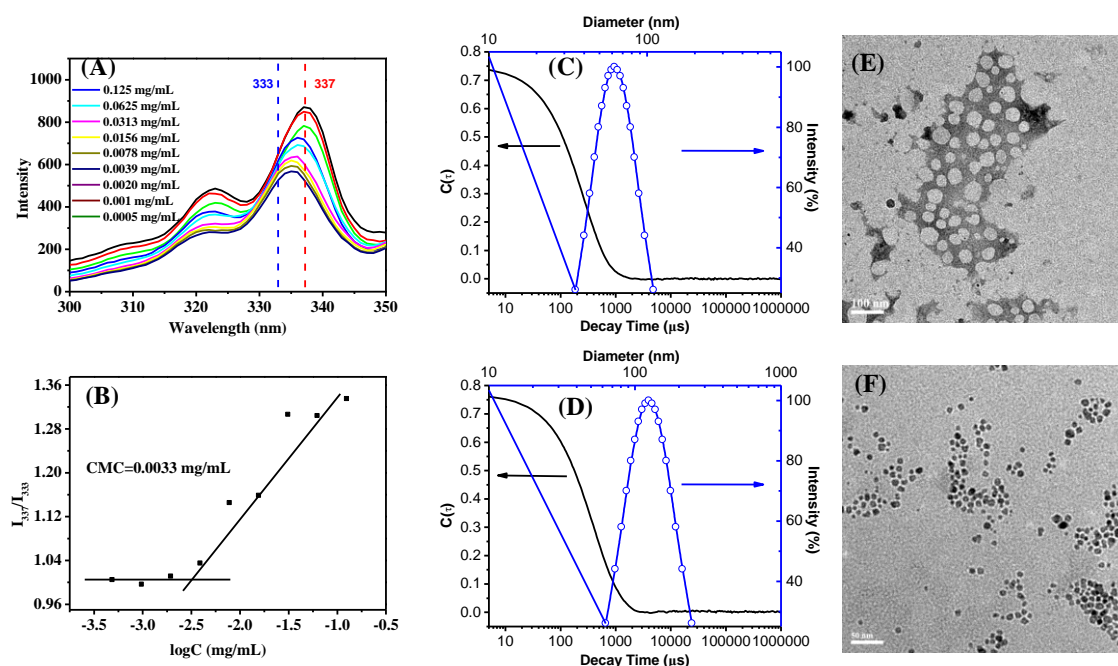 (A)
333
337
0.125 mg/mL
0.0625 mg/mL
0.0313 mg/mL
0.0156 mg/mL
0.0078 mg/mL
0.0039 mg/mL
0.0020 mg/mL
0.001 mg/mL
0.0005 mg/mL
Intensity
1000
800
600
400
200
0
300 310 320 330 340 350
Wavelength (nm)
(B)
CMC=0.0033 mg/mL
I337/I333
1.36
1.28
1.20
1.12
1.04
0.96
-3.5 -3.0 -2.5 -2.0 -1.5 -1.0 -0.5
logC (mg/mL)
Diameter (nm)
10 100
(C)
C(τ)
0.8
0.7
0.6
0.5
0.4
0.3
0.2
0.1
0.0
100
80
60
40
Intensity (%)
10 100 1000 10000 100000 1000000
Decay Time (μs)
Diameter (nm)
10 100 1000
(D)
C(τ)
0.8
0.7
0.6
0.5
0.4
0.3
0.2
0.1
0.0
100
80
60
40
Intensity (%)
10 100 1000 10000 100000 1000000
Decay Time (μs)
(E)
100 nm
(F)
50 nm